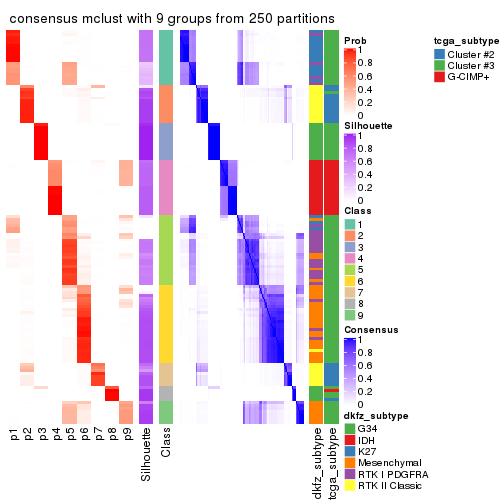 consensus mclust with 9 groups from 250 partitions
Prob
1
0.8
0.6
0.4
0.2
0
Silhouette
1
0.8
0.6
0.4
0.2
0
Class
1
2
3
4
5
6
7
8
9
Consensus
1
0.8
0.6
0.4
0.2
0
dkfz_subtype
G34
IDH
K27
Mesenchymal
RTK I PDGFRA
RTK II Classic
tcga_subtype
Cluster #2
Cluster #3
G-CIMP+
p1
p2
p3
p4
p5
p6
p7
p8
p9
Silhouette
Class
dkfz_subtype
tcga_subtype